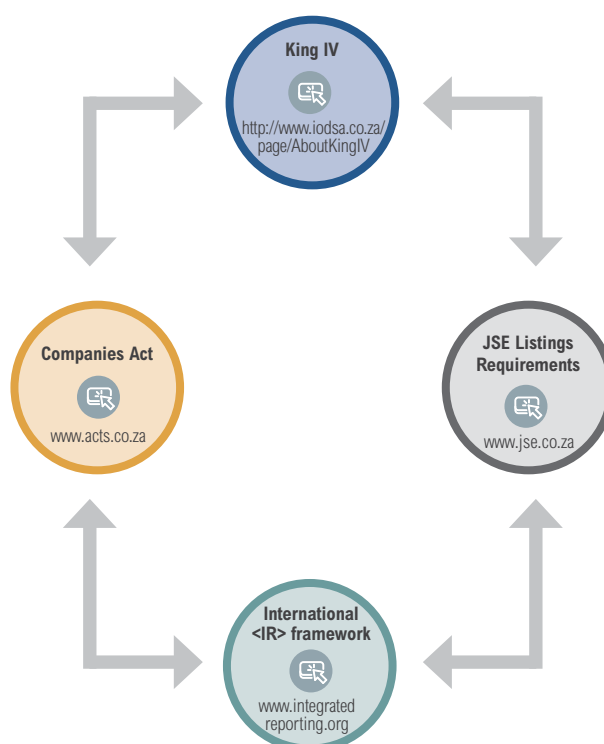 King IV
http://www.iodsa.co.za/
page/AboutKingIV
Companies Act
www.acts.co.za
JSE Listings
Requirements
www.jse.co.za
International
<IR> framework
www.integrated
reporting.org